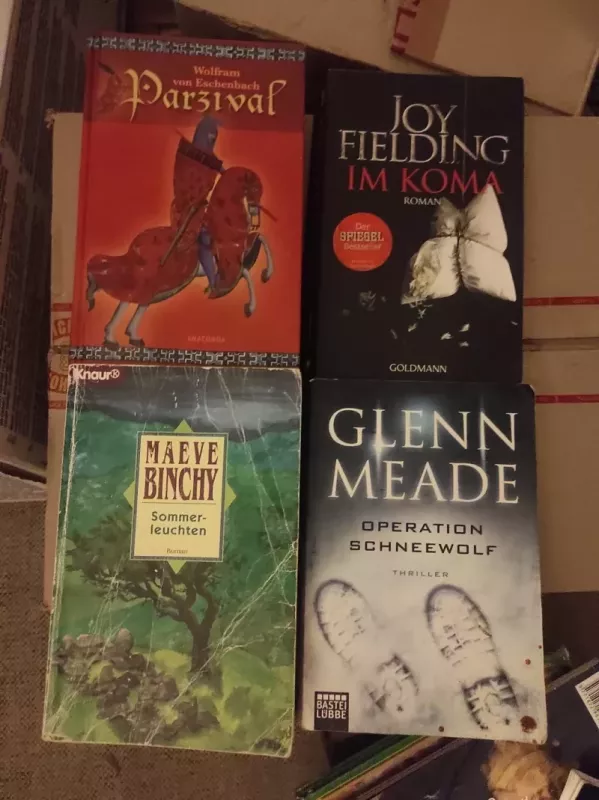 Wolfram
von Eschenbach
Parzival
ANACONDA
JOY
FIELDING
IM KOMA
ROMAN
Der
SPIEGEL
Bestseller
GOLDMANN
Knaur®
MAEVE
BINCHY
Sommer-
leuchten
Roman
GLENN
MEADE
OPERATION
SCHNEEWOLF
THRILLER
BASTEI
LÜBBE